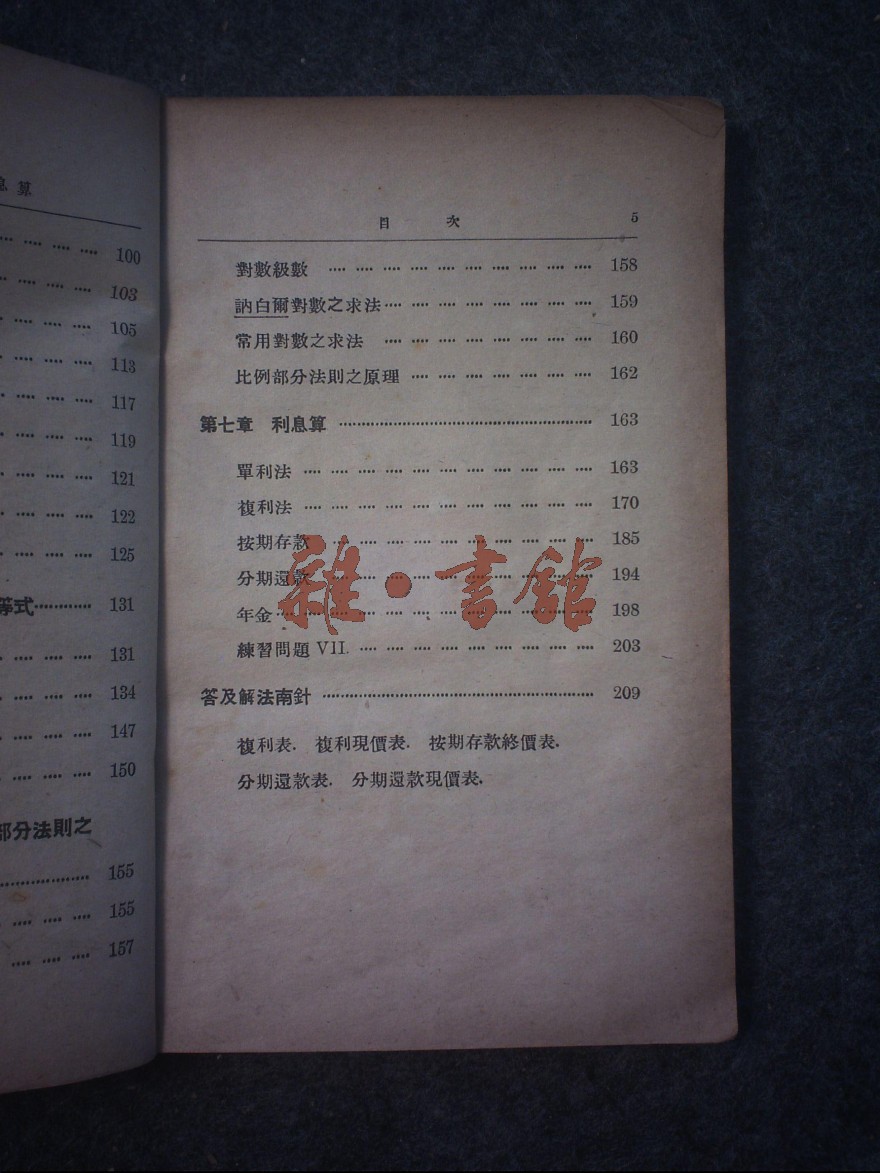 息算
···· ···· ···· ···· 100
···· ···· ···· 103
···· ···· ···· 105
···· ···· ···· 113
···· ···· ···· 117
···· ···· ···· 119
···· ···· ···· 121
···· ···· ···· 122
···· ···· ···· 125
等式············ 131
···· ···· ···· 131
···· ···· ···· 134
···· ···· ···· 147
···· ···· ···· 150
部分法則之
···················· 155
···· ···· ···· 155
···· ···· ···· 157
目 次 5
對數級數 ···· ···· ···· ···· ···· ···· ···· ···· ···· ···· 158
訥白爾對數之求法···· ···· ···· ···· ···· ···· ···· ···· 159
常用對數之求法 ···· ···· ···· ···· ···· ···· ···· ···· 160
比例部分法則之原理 ···· ···· ···· ···· ···· ···· ···· 162
第七章 利息算 ························································ 163
單利法 ···· ···· ···· ···· ···· ···· ···· ···· ···· ···· ···· 163
複利法 ···· ···· ···· ···· ···· ···· ···· ···· ···· ···· ···· 170
按期存款 ···· ···· ···· ···· ···· ···· ···· ···· ···· ···· 185
分期還款 ···· ···· ···· ···· ···· ···· ···· ···· ···· ···· 194
年金···· ···· ···· ···· ···· ···· ···· ···· ···· ···· ···· ···· 198
練習問題 VII. ···· ···· ···· ···· ···· ···· ···· ···· ···· 203
答及解法南針 ···························································· 209
複利表. 複利現價表. 按期存款終價表.
分期還款表. 分期還款現價表.
雜·書館